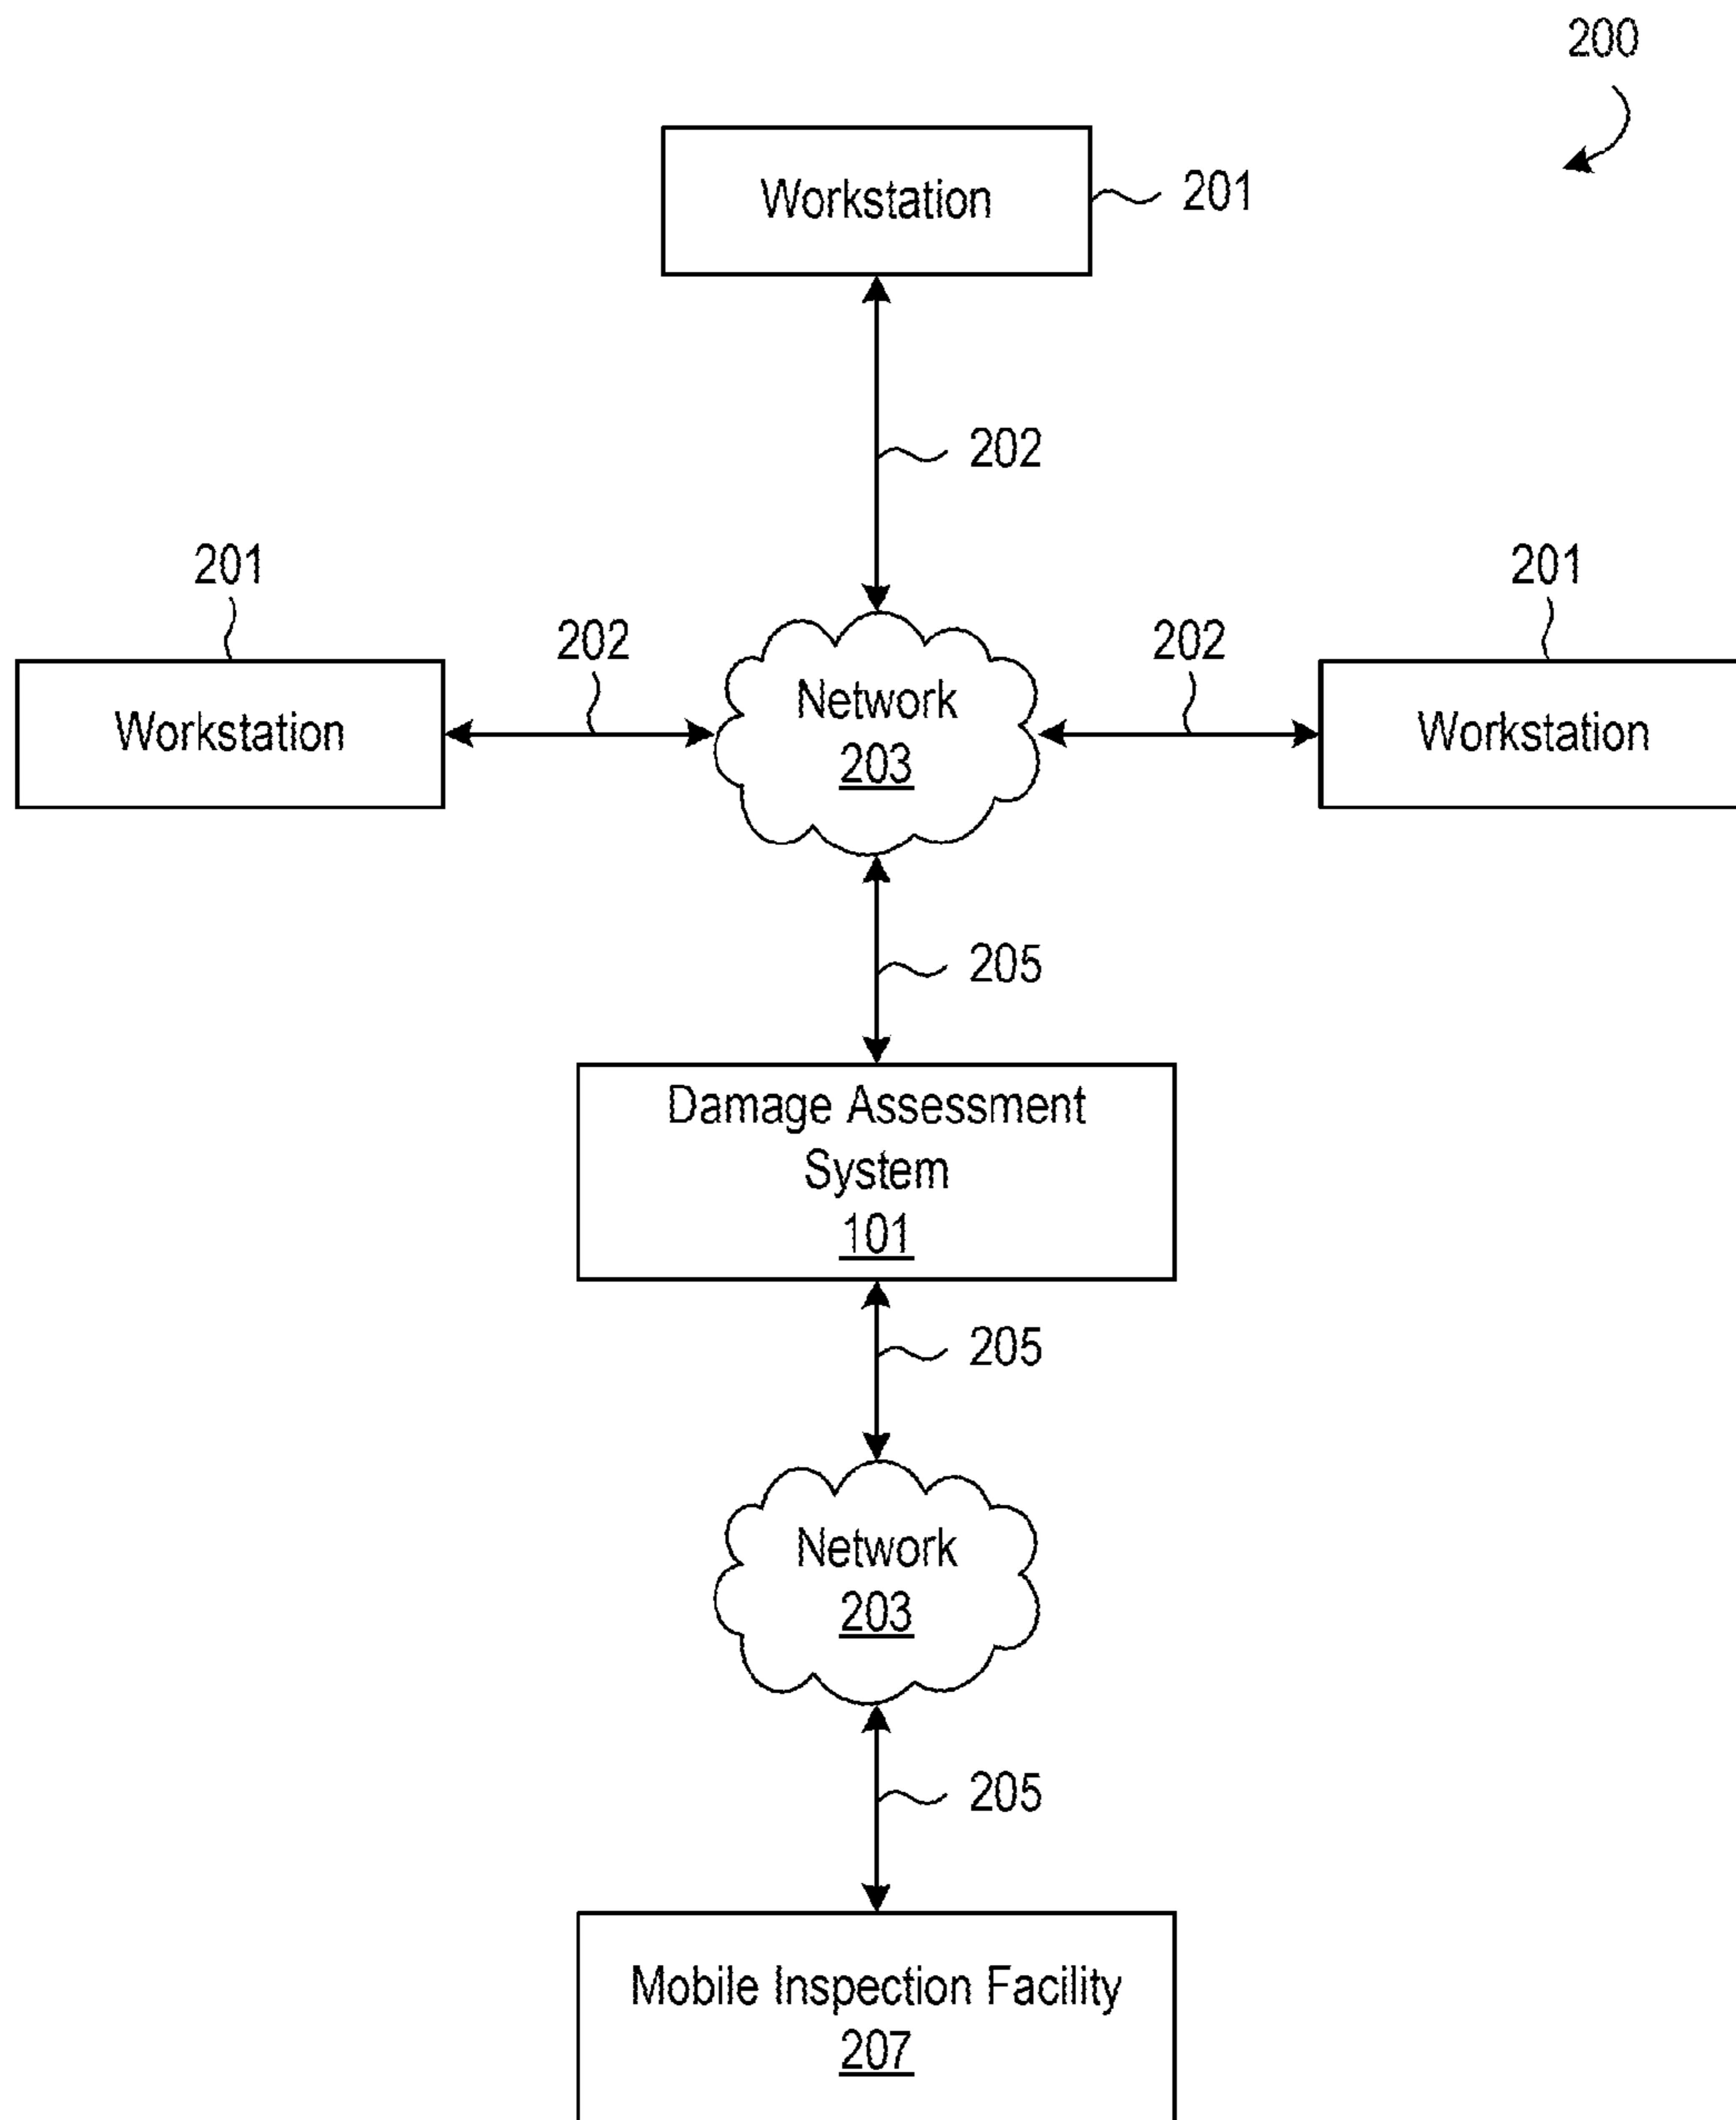 200
Workstation
201
202
201
202
202
201
Workstation
Network
203
Workstation
205
Damage Assessment
System
101
205
Network
203
205
Mobile Inspection Facility
207